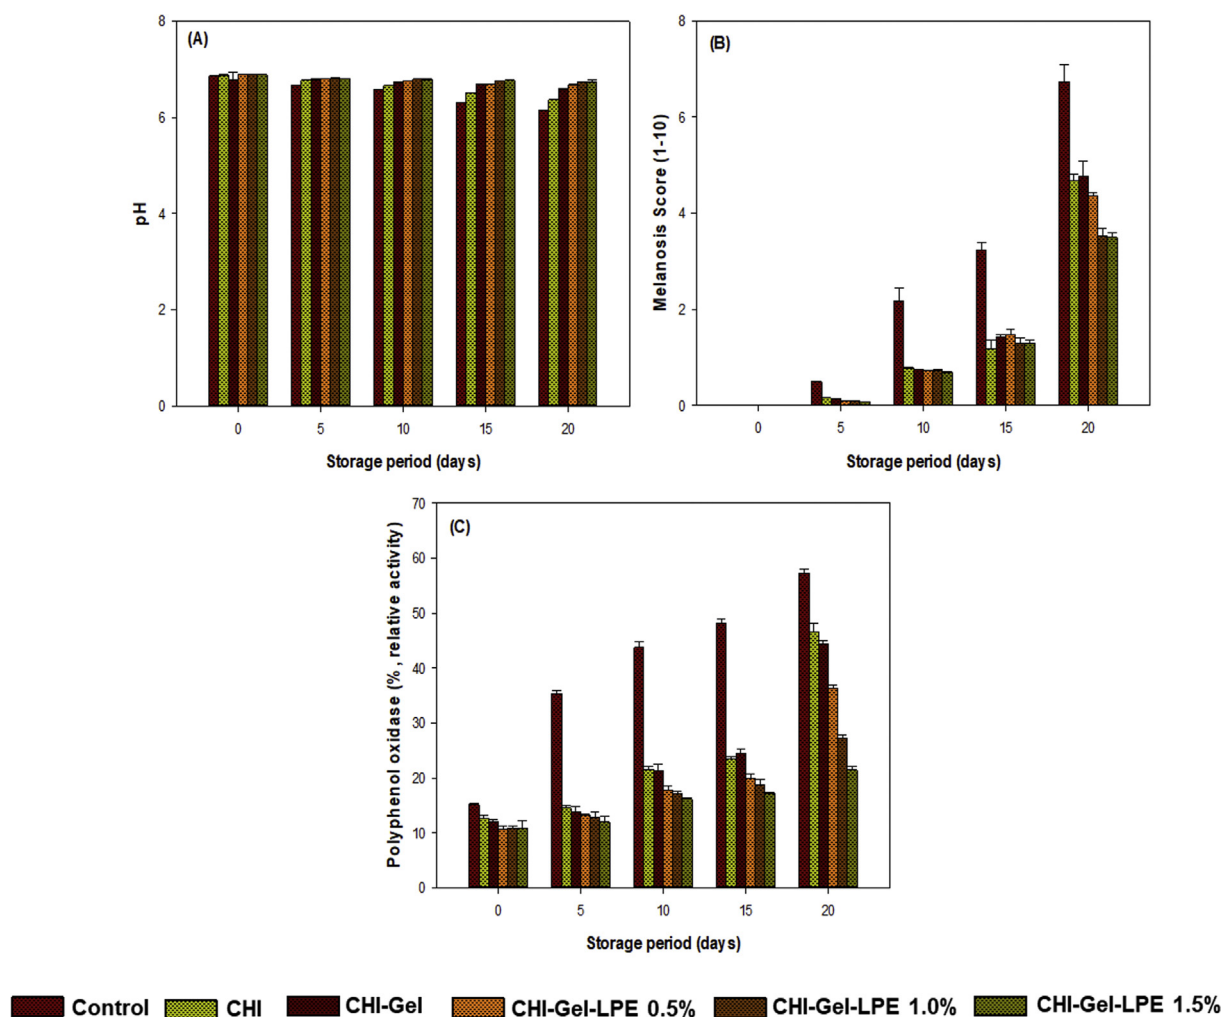 (A)
8
6
4
2
0
pH
0 5 10 15 20
Storage period (days)
(B)
8
6
4
2
0
Melanosis Score (1-10)
0 5 10 15 20
Storage period (days)
(C)
70
60
50
40
30
20
10
0
Polyphenol oxidase (%, relative activity)
0 5 10 15 20
Storage period (days)
Control CHI CHI-Gel CHI-Gel-LPE 0.5% CHI-Gel-LPE 1.0% CHI-Gel-LPE 1.5%